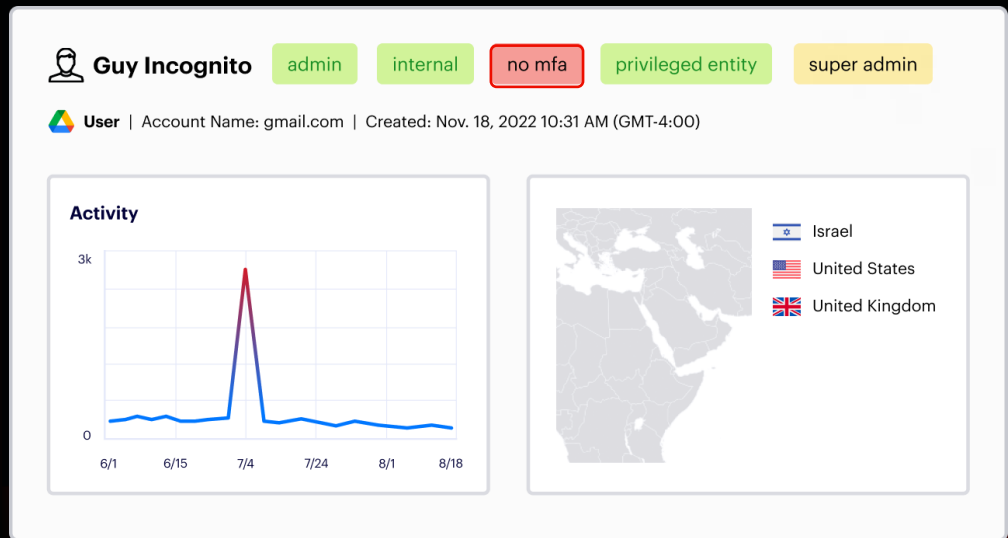 Guy Incognito admin internal no mfa privileged entity super admin
User | Account Name: gmail.com | Created: Nov. 18, 2022 10:31 AM (GMT-4:00)
Activity
3k
0
6/1 6/15 7/4 7/24 8/1 8/18
Israel
United States
United Kingdom